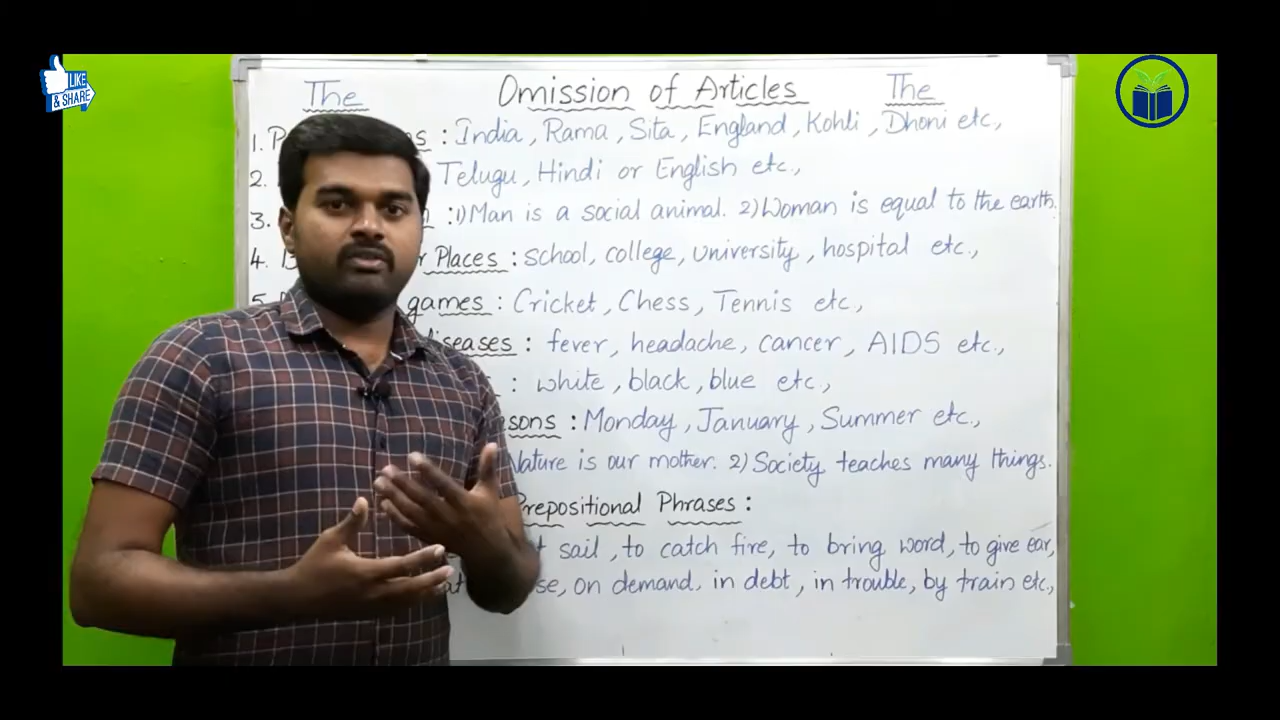 LIKE
& SHARE
The Omission of Articles The
1. : India, Rama, Sita, England, Kohli, Dhoni etc.,
2. Telugu, Hindi or English etc.,
3. : 1) Man is a social animal. 2) Woman is equal to the earth.
4. Places : school, college, university, hospital etc.,
5. games : Cricket, Chess, Tennis etc,
diseases : fever, headache, cancer, AIDS etc.,
: white, black, blue etc.,
: Monday, January, Summer etc.,
Nature is our mother. 2) Society teaches many things.
Prepositional Phrases :
sail, to catch fire, to bring word, to give ear,
on demand, in debt, in trouble, by train etc.,